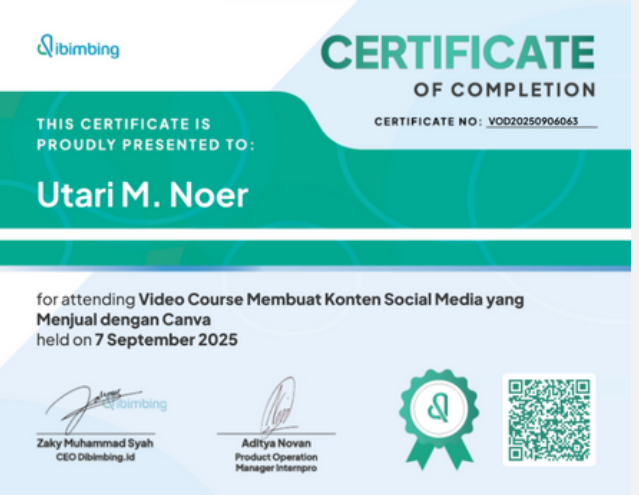 dibimbing
CERTIFICATE
OF COMPLETION
CERTIFICATE NO: VOD20250906063
THIS CERTIFICATE IS
PROUDLY PRESENTED TO:
Utari M. Noer
for attending Video Course Membuat Konten Social Media yang
Menjual dengan Canva
held on 7 September 2025
dibimbing
Zaky Muhammad Syah
CEO Dibimbing.id
Aditya Novan
Product Operation
Manager Internpro